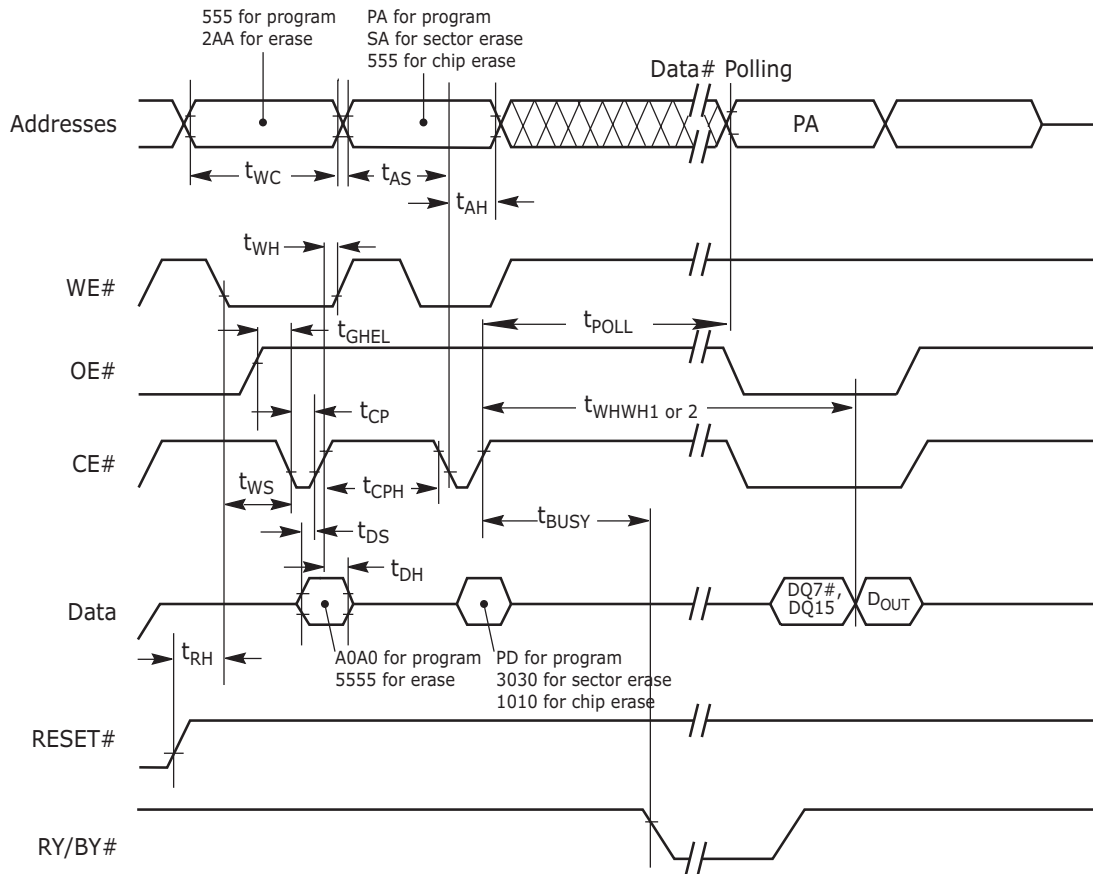 555 for program
2AA for erase
PA for program
SA for sector erase
555 for chip erase
Data# Polling
Addresses
PA
tWC
tAS
tAH
tWH
WE#
tPOLL
tGHEL
OE#
tWHWH1 or 2
tCP
CE#
tWS
tCPH
tBUSY
tDS
tDH
Data
DQ7#,
DQ15
DOUT
tRH
A0A0 for program
5555 for erase
PD for program
3030 for sector erase
1010 for chip erase
RESET#
RY/BY#